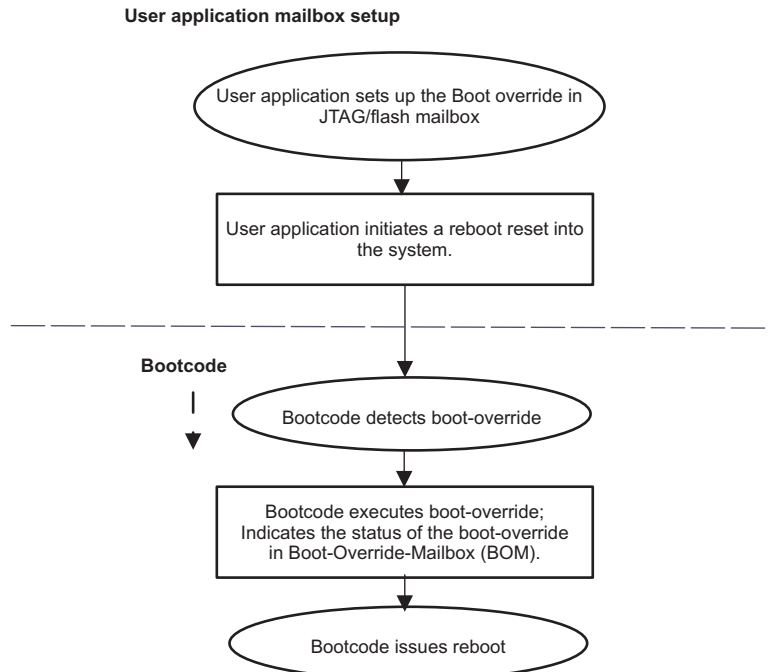 User application mailbox setup
User application sets up the Boot override in
JTAG/flash mailbox
User application initiates a reboot reset into
the system.
Bootcode
Bootcode detects boot-override
Bootcode executes boot-override;
Indicates the status of the boot-override
in Boot-Override-Mailbox (BOM).
Bootcode issues reboot